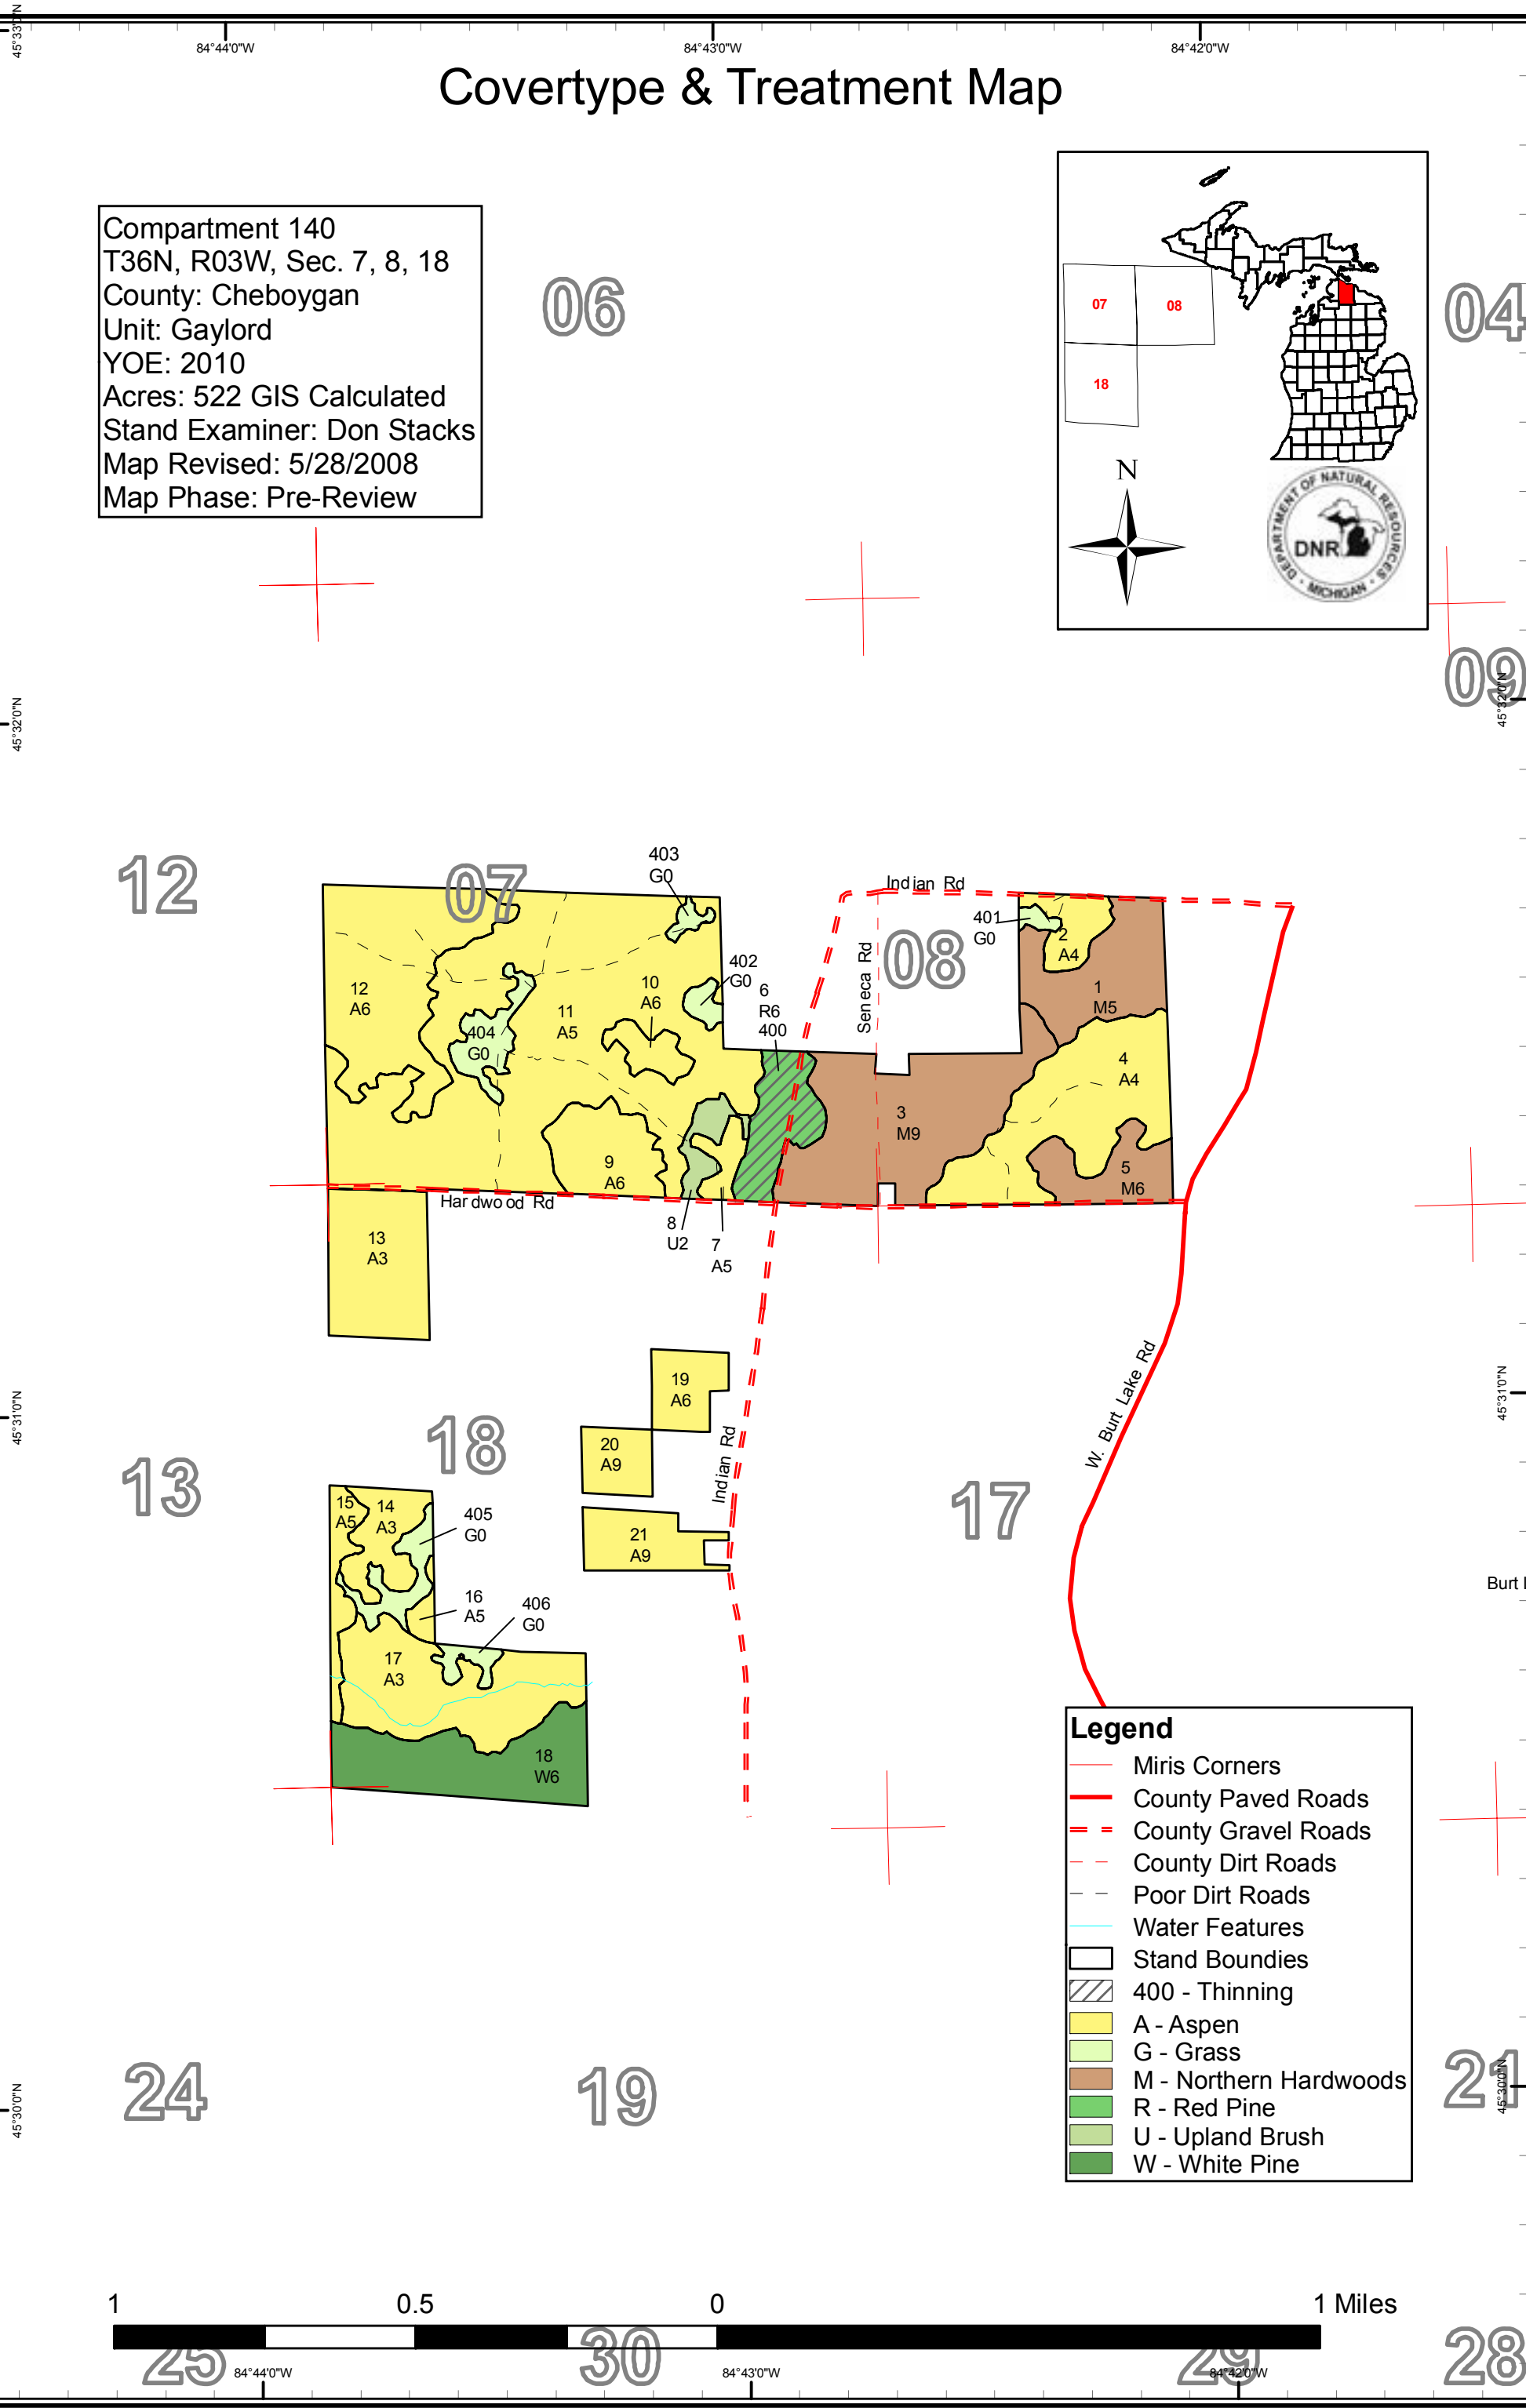 45°33'0"N
84°44'0"W
84°43'0"W
84°42'0"W
Covertype & Treatment Map
Compartment 140
T36N, R03W, Sec. 7, 8, 18
County: Cheboygan
Unit: Gaylord
YOE: 2010
Acres: 522 GIS Calculated
Stand Examiner: Don Stacks
Map Revised: 5/28/2008
Map Phase: Pre-Review
06
04
07
08
18
N
DEPARTMENT OF NATURAL RESOURCES
DNR
MICHIGAN
09
45°32'0"N
45°32'0"N
12
07
08
403
G0
Indian Rd
401
G0
2
A4
Seneca Rd
402
G0
10
A6
6
R6
400
1
M5
12
A6
11
A5
404
G0
4
A4
3
M9
9
A6
5
M6
Hardwood Rd
8
U2
7
A5
13
A3
19
A6
W. Burt Lake Rd
45°31'0"N
45°31'0"N
18
20
A9
Indian Rd
13
17
15
A5
14
A3
405
G0
21
A9
Burt
16
A5
406
G0
17
A3
18
W6
Legend
Miris Corners
County Paved Roads
County Gravel Roads
County Dirt Roads
Poor Dirt Roads
Water Features
Stand Boundies
400 - Thinning
A - Aspen
G - Grass
M - Northern Hardwoods
R - Red Pine
U - Upland Brush
W - White Pine
24
19
21
45°30'0"N
45°30'0"N
1
0.5
0
1 Miles
25
30
29
28
84°44'0"W
84°43'0"W
84°42'0"W